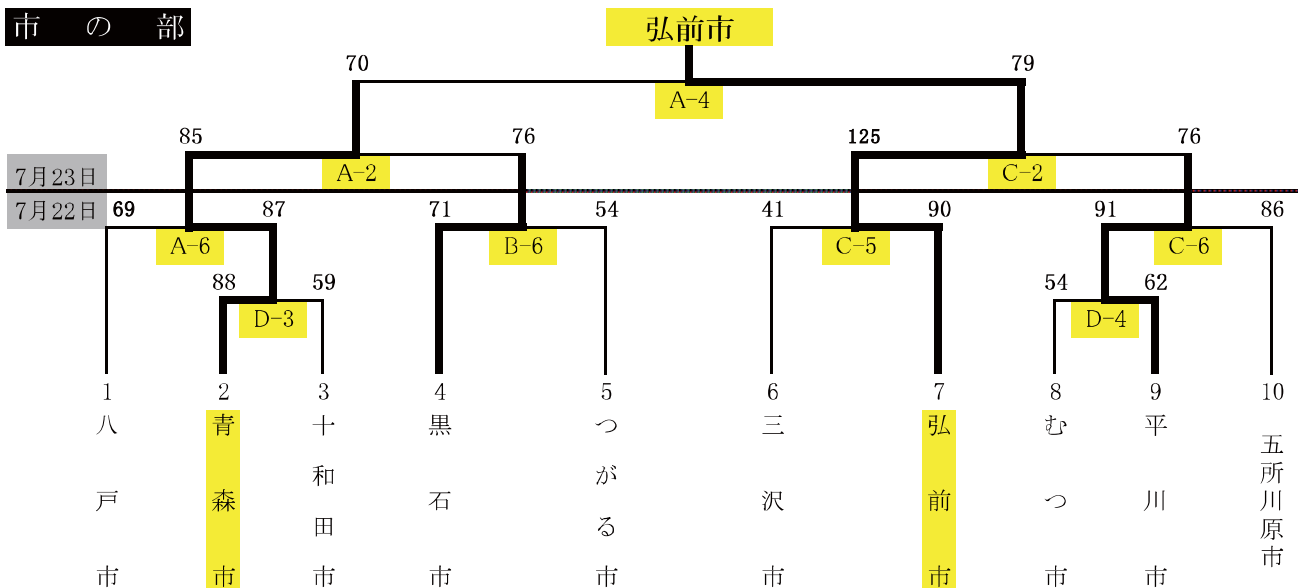 市の部
弘前市
70
79
A-4
85
76
125
76
7月23日
A-2
C-2
7月22日
69
87
71
54
41
90
91
86
A-6
B-6
C-5
C-6
88
59
54
62
D-3
D-4
1
2
3
4
5
6
7
8
9
10
八戸市
青森市
十和田市
黒石市
つがる市
三沢市
弘前市
むつ市
平川市
五所川原市